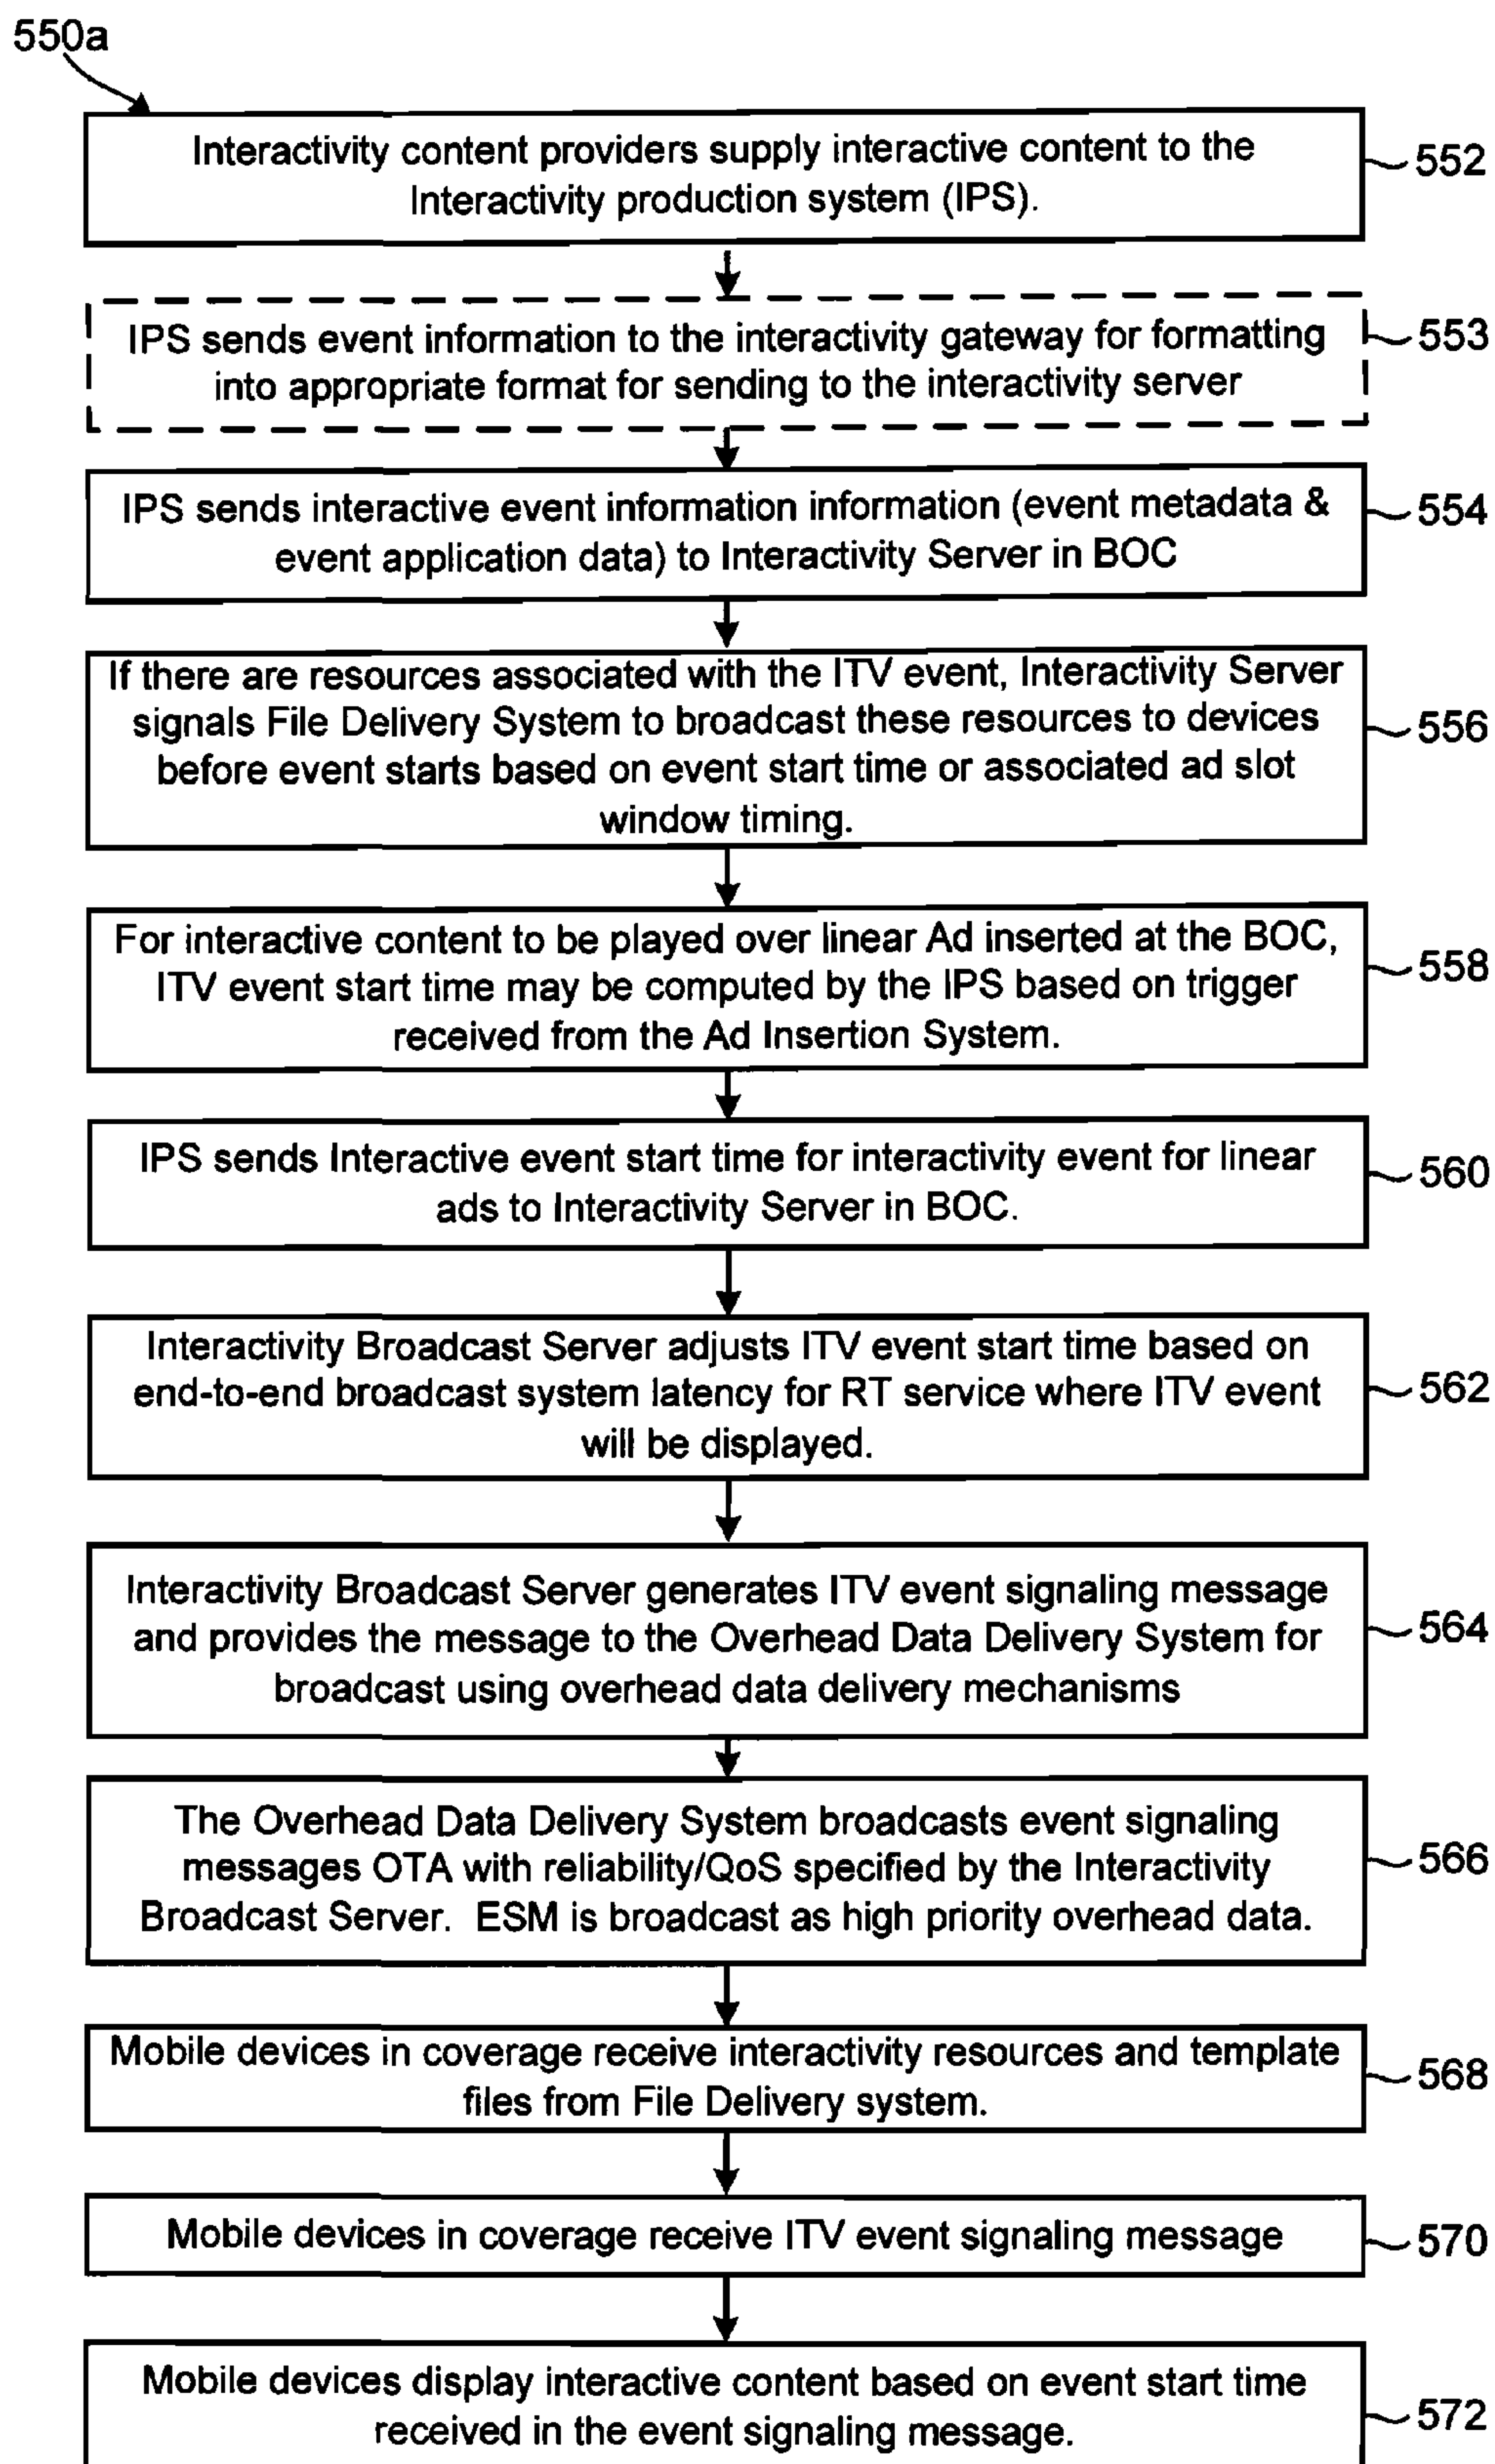 550a
Interactivity content providers supply interactive content to the
Interactivity production system (IPS).
552
IPS sends event information to the interactivity gateway for formatting
into appropriate format for sending to the interactivity server
553
IPS sends interactive event information information (event metadata &
event application data) to Interactivity Server in BOC
554
If there are resources associated with the ITV event, Interactivity Server
signals File Delivery System to broadcast these resources to devices
before event starts based on event start time or associated ad slot
window timing.
556
For interactive content to be played over linear Ad inserted at the BOC,
ITV event start time may be computed by the IPS based on trigger
received from the Ad Insertion System.
558
IPS sends Interactive event start time for interactivity event for linear
ads to Interactivity Server in BOC.
560
Interactivity Broadcast Server adjusts ITV event start time based on
end-to-end broadcast system latency for RT service where ITV event
will be displayed.
562
Interactivity Broadcast Server generates ITV event signaling message
and provides the message to the Overhead Data Delivery System for
broadcast using overhead data delivery mechanisms
564
The Overhead Data Delivery System broadcasts event signaling
messages OTA with reliability/QoS specified by the Interactivity
Broadcast Server. ESM is broadcast as high priority overhead data.
566
Mobile devices in coverage receive interactivity resources and template
files from File Delivery system.
568
Mobile devices in coverage receive ITV event signaling message
570
Mobile devices display interactive content based on event start time
received in the event signaling message.
572